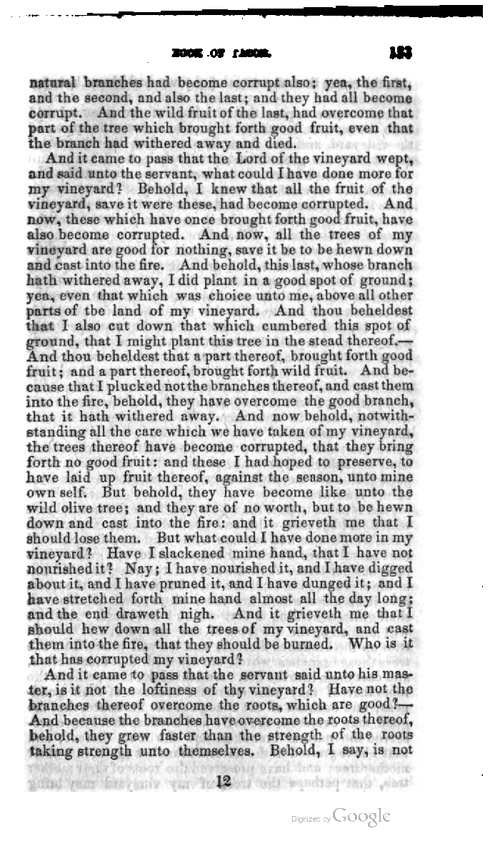 BOOK OF JACOB. 133
natural branches had become corrupt also; yea, the first,
and the second, and also the last; and they had all become
corrupt. And the wild fruit of the last, had overcome that
part of the tree which brought forth good fruit, even that
the branch had withered away and died.
And it came to pass that the Lord of the vineyard wept,
and said unto the servant, what could I have done more for
my vineyard? Behold, I knew that all the fruit of the
vineyard, save it were these, had become corrupted. And
now, these which have once brought forth good fruit, have
also become corrupted. And now, all the trees of my
vineyard are good for nothing, save it be to be hewn down
and cast into the fire. And behold, this last, whose branch
hath withered away, I did plant in a good spot of ground;
yea, even that which was choice unto me, above all other
parts of the land of my vineyard. And thou beheldest
that I also cut down that which cumbered this spot of
ground, that I might plant this tree in the stead thereof.—
And thou beheldest that a part thereof, brought forth good
fruit; and a part thereof, brought forth wild fruit. And be-
cause that I plucked not the branches thereof, and cast them
into the fire, behold, they have overcome the good branch,
that it hath withered away. And now behold, notwith-
standing all the care which we have taken of my vineyard,
the trees thereof have become corrupted, that they bring
forth no good fruit: and these I had hoped to preserve, to
have laid up fruit thereof, against the season, unto mine
own self. But behold, they have become like unto the
wild olive tree; and they are of no worth, but to be hewn
down and cast into the fire: and it grieveth me that I
should lose them. But what could I have done more in my
vineyard? Have I slackened mine hand, that I have not
nourished it? Nay; I have nourished it, and I have digged
about it, and I have pruned it, and I have dunged it; and I
have stretched forth mine hand almost all the day long;
and the end draweth nigh. And it grieveth me that I
should hew down all the trees of my vineyard, and cast
them into the fire, that they should be burned. Who is it
that has corrupted my vineyard?
And it came to pass that the servant said unto his mas-
ter, is it not the loftiness of thy vineyard? Have not the
branches thereof overcome the roots, which are good?—
And because the branches have overcome the roots thereof,
behold, they grew faster than the strength of the roots
taking strength unto themselves. Behold, I say, is not
12
Digitized by Google